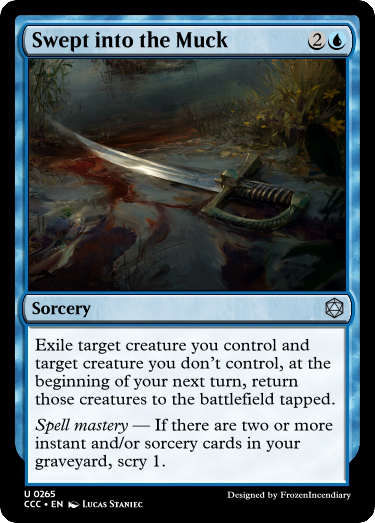 Swept into the Muck 2
Sorcery
Exile target creature you control and
target creature you don't control, at the
beginning of your next turn, return
those creatures to the battlefield tapped.
Spell mastery — If there are two or more
instant and/or sorcery cards in your
graveyard, scry 1.
U 0265
CCC • EN Lucas Staniec
Designed by FrozenIncendiary